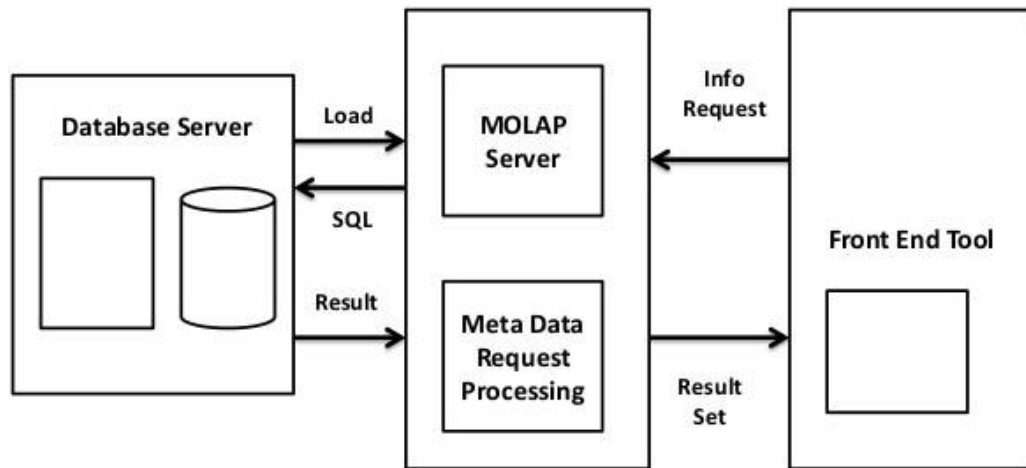 Database Server
Load
SQL
Result
MOLAP
Server
Meta Data
Request
Processing
Info
Request
Result
Set
Front End Tool